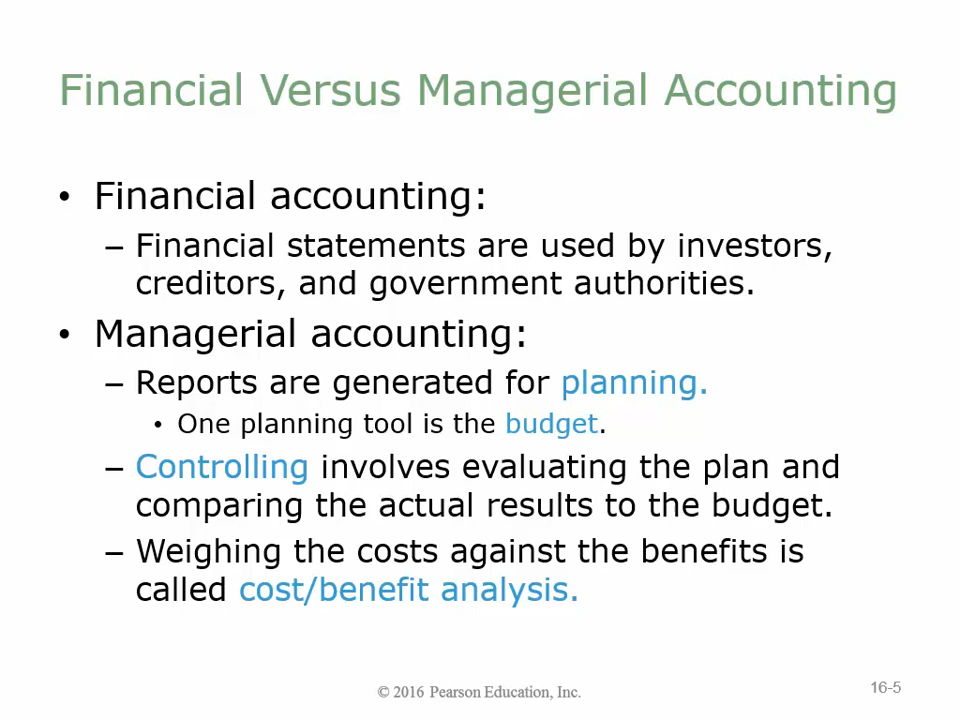 Financial Versus Managerial Accounting
• Financial accounting:
– Financial statements are used by investors,
creditors, and government authorities.
• Managerial accounting:
– Reports are generated for planning.
• One planning tool is the budget.
– Controlling involves evaluating the plan and
comparing the actual results to the budget.
– Weighing the costs against the benefits is
called cost/benefit analysis.
© 2016 Pearson Education, Inc.
16-5